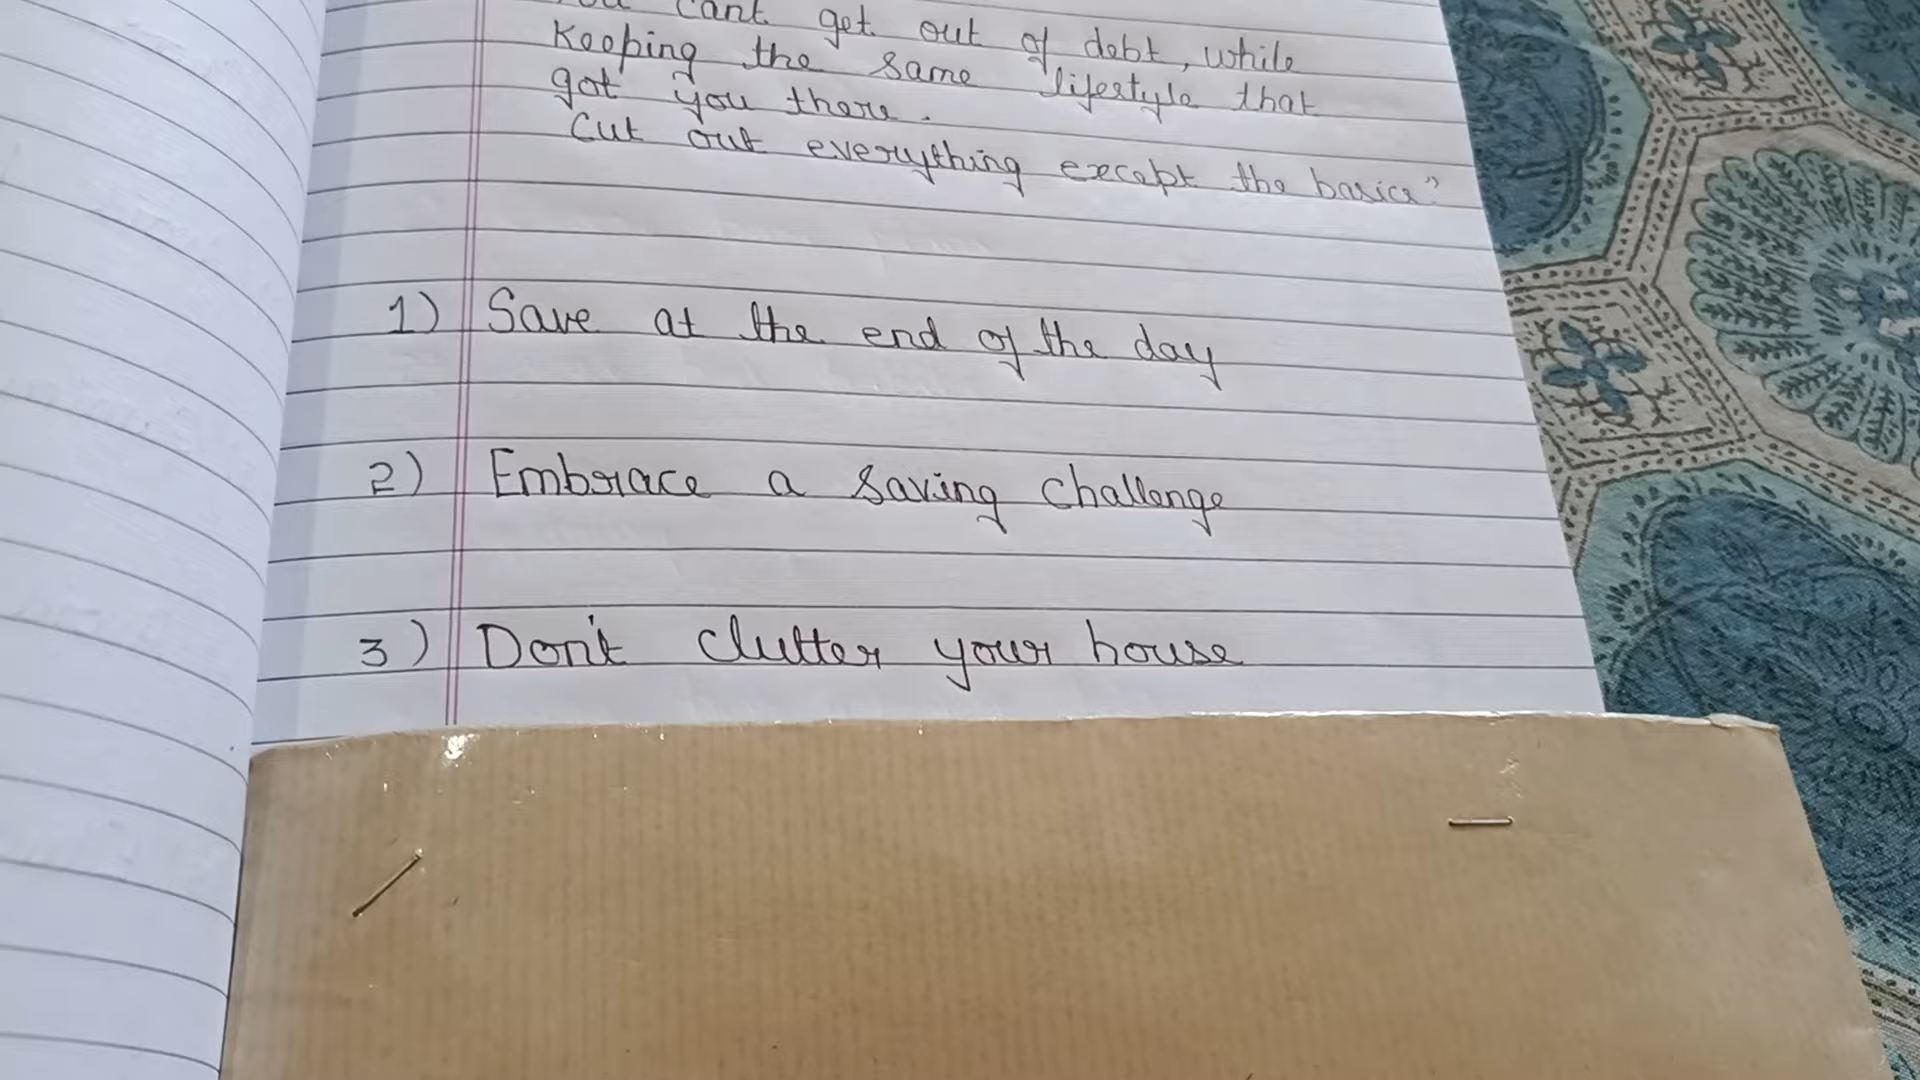 You cant get out of debt, while
Keeping the same lifestyle that
got you there.
Cut out everything except the basics"
1) Save at the end of the day
2) Embrace a saving challenge
3) Don't clutter your house